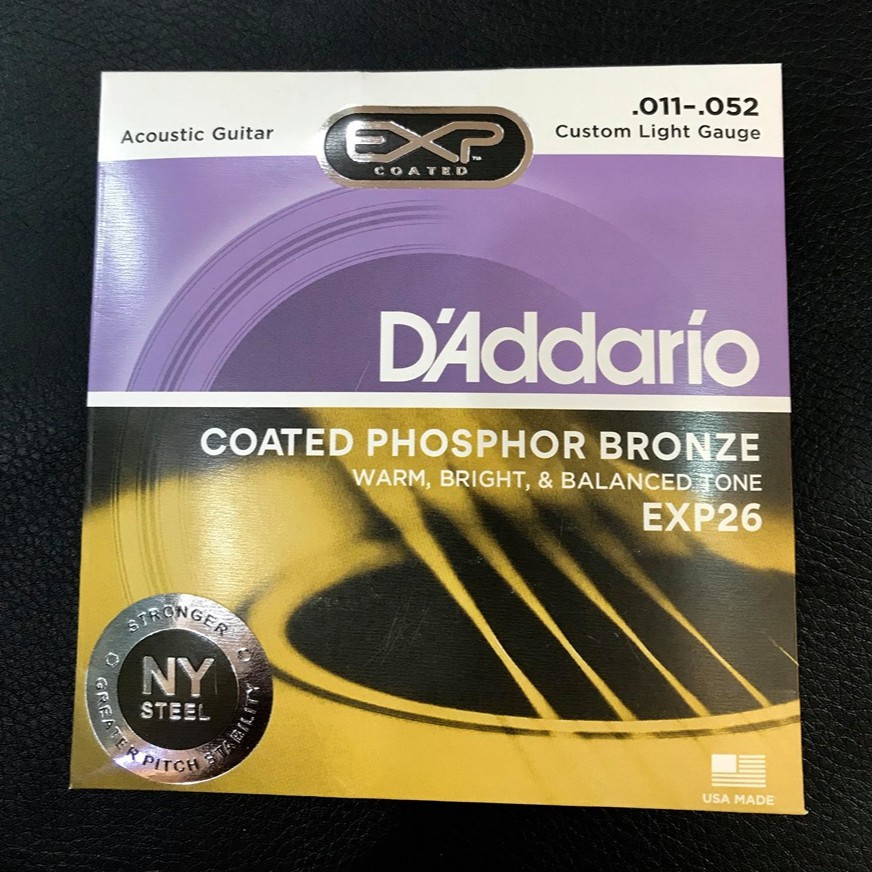 Acoustic Guitar
EXP™
COATED
.011–.052
Custom Light Gauge
D'Addario
COATED PHOSPHOR BRONZE
WARM, BRIGHT, & BALANCED TONE
EXP26
STRONGER
NY
STEEL
GREATER PITCH STABILITY
USA MADE